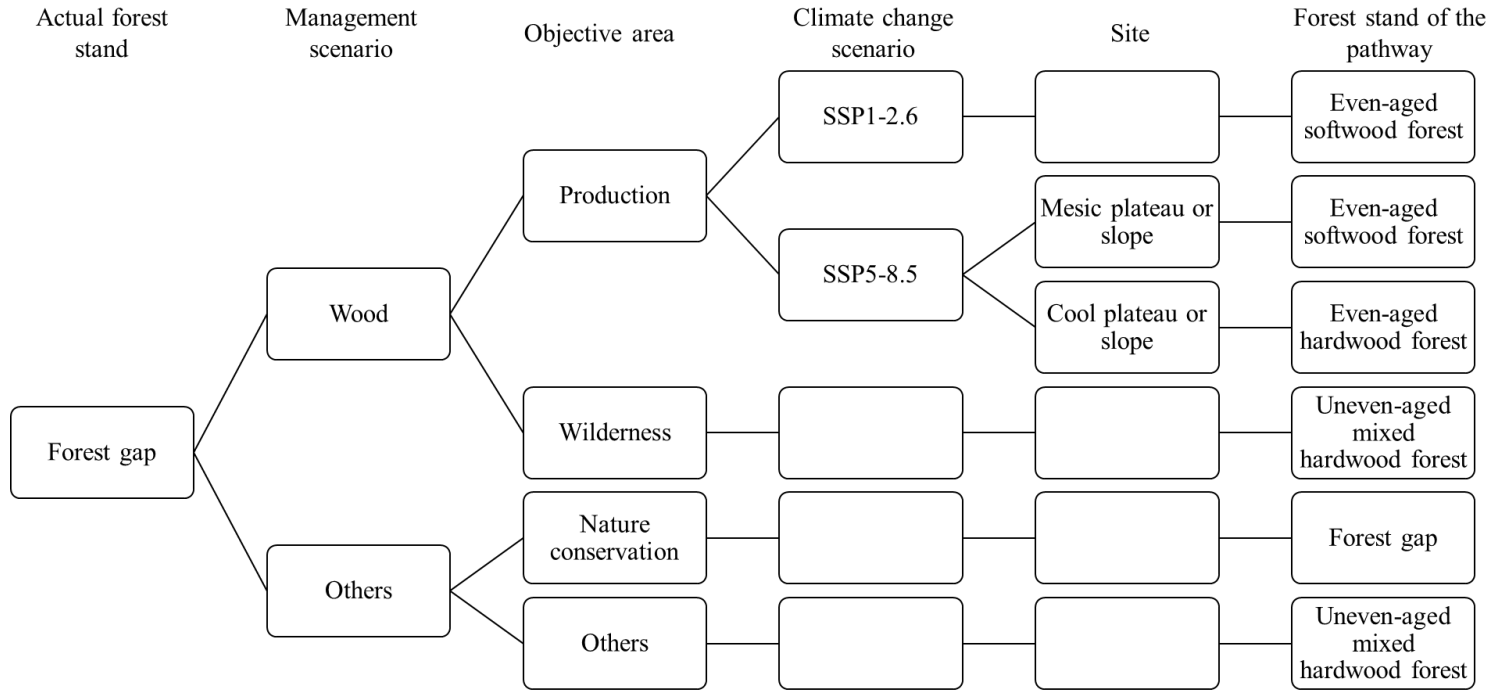 Actual forest
stand
Management
scenario
Objective area
Climate change
scenario
Site
Forest stand of the
pathway
Forest gap
Wood
Others
Production
Wilderness
Nature
conservation
Others
SSP1-2.6
SSP5-8.5
Mesic plateau or
slope
Cool plateau or
slope
Even-aged
softwood forest
Even-aged
softwood forest
Even-aged
hardwood forest
Uneven-aged
mixed
hardwood forest
Forest gap
Uneven-aged
mixed
hardwood forest